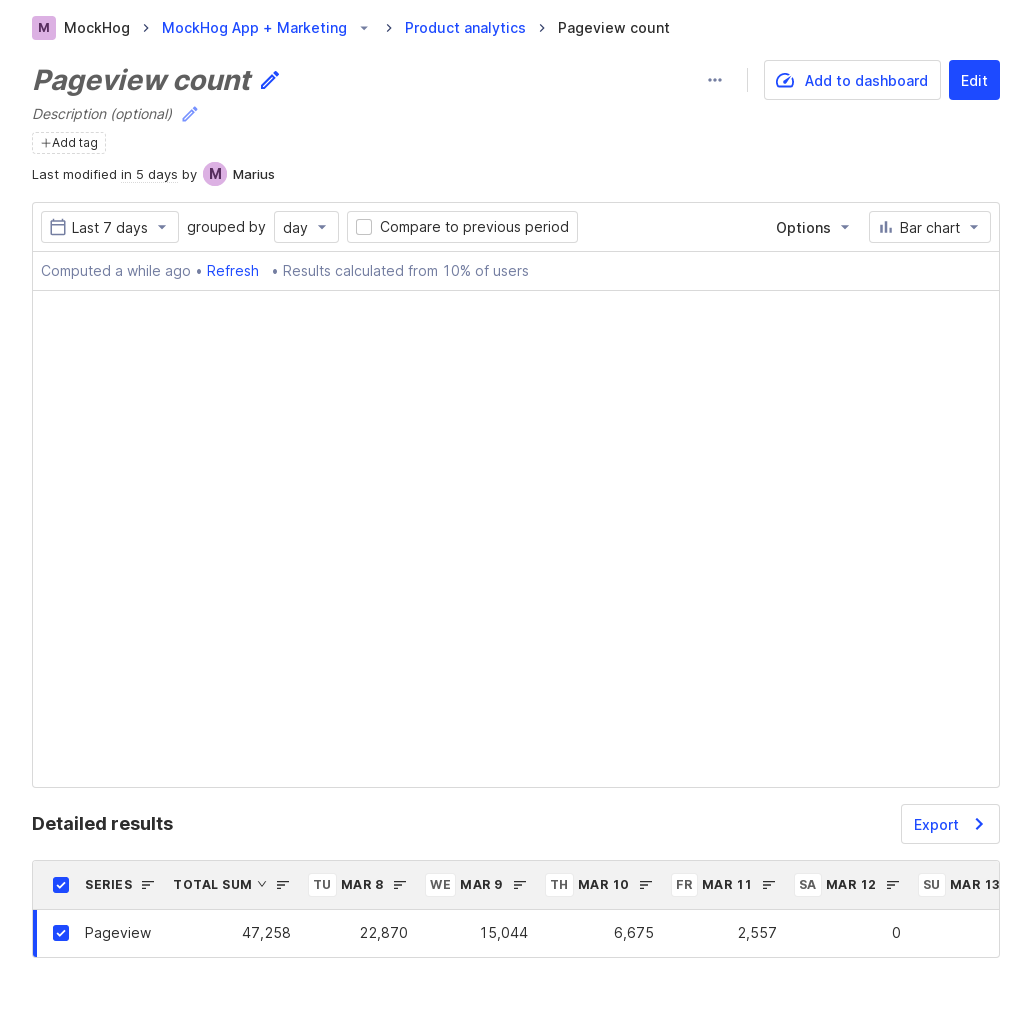 M MockHog MockHog App + Marketing Product analytics Pageview count
Pageview count
Add to dashboard Edit
Description (optional)
+Add tag
Last modified in 5 days by M Marius
Last 7 days grouped by day Compare to previous period Options Bar chart
Computed a while ago • Refresh • Results calculated from 10% of users
Detailed results
Export
SERIES TOTAL SUM TU MAR 8 WE MAR 9 TH MAR 10 FR MAR 11 SA MAR 12 SU MAR 13
Pageview 47,258 22,870 15,044 6,675 2,557 0